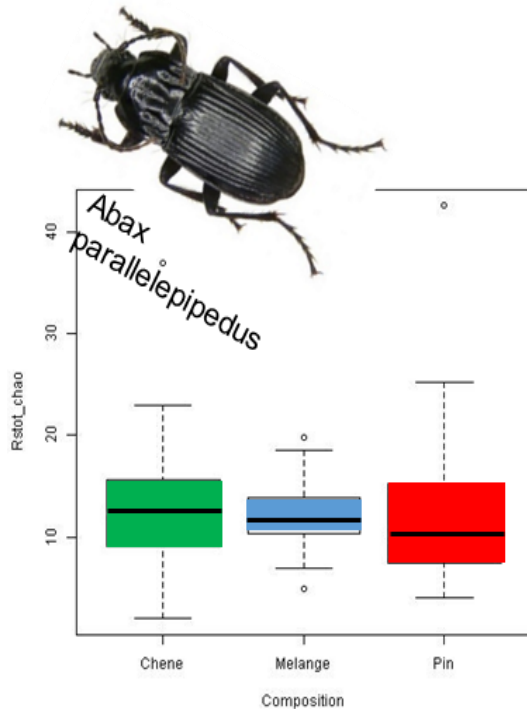 Abax
parallelepipedus
40
30
20
10
Rstot_chao
Chene Melange Pin
Composition